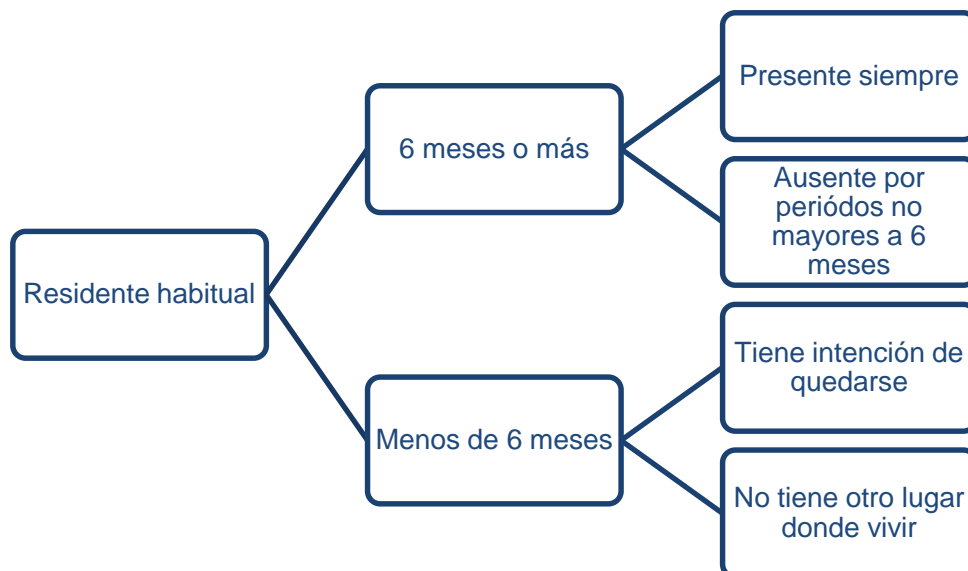 Residente habitual
6 meses o más
Presente siempre
Ausente por
periódos no
mayores a 6
meses
Menos de 6 meses
Tiene intención de
quedarse
No tiene otro lugar
donde vivir